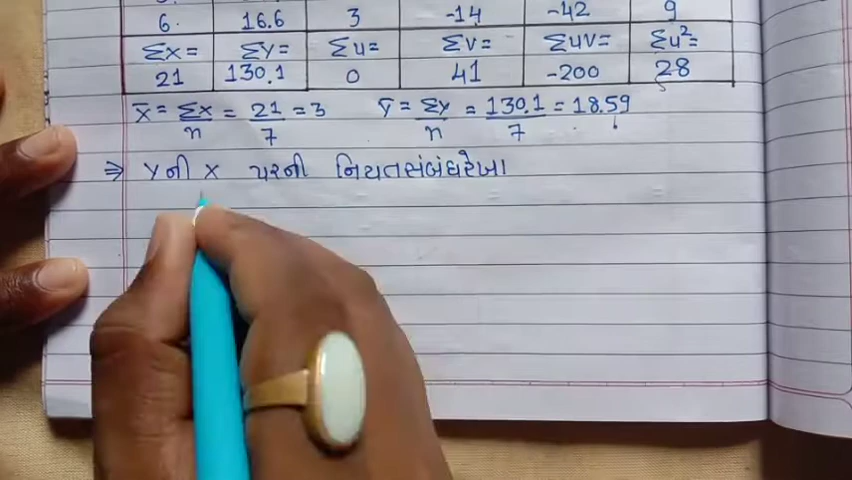 6. 16.6 3 -14 -42 9
Σx= Σy= Σu= Σv= Σuv= Σu²=
21 130.1 0 41 -200 28
x̄ = Σx/n = 21/7 = 3 ȳ = Σy/n = 130.1/7 = 18.59
⇒ Yની X પરની નિયતસંબંધરેખા